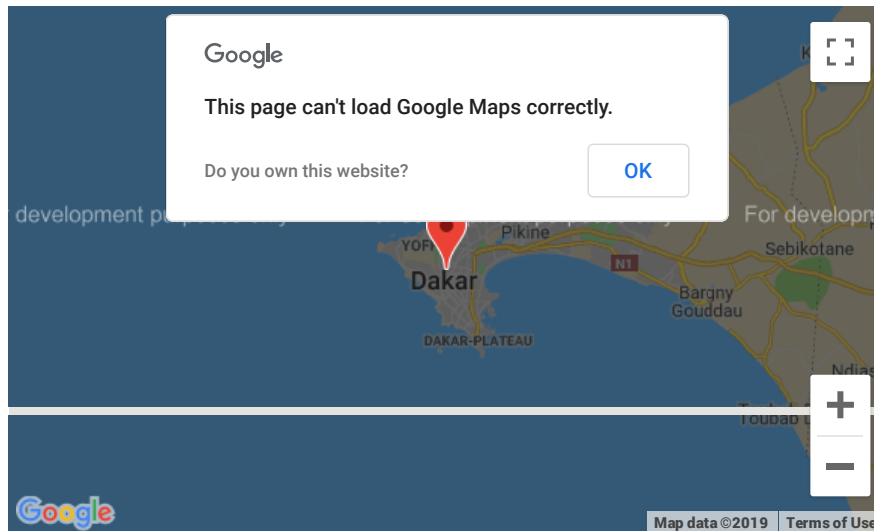 Google
This page can't load Google Maps correctly.
Do you own this website?
OK
development
For developm
Pikine
YOFF
N1
Sebikotane
Dakar
Bargny
Gouddau
DAKAR-PLATEAU
Toubab
Google
Map data ©2019
Terms of Use